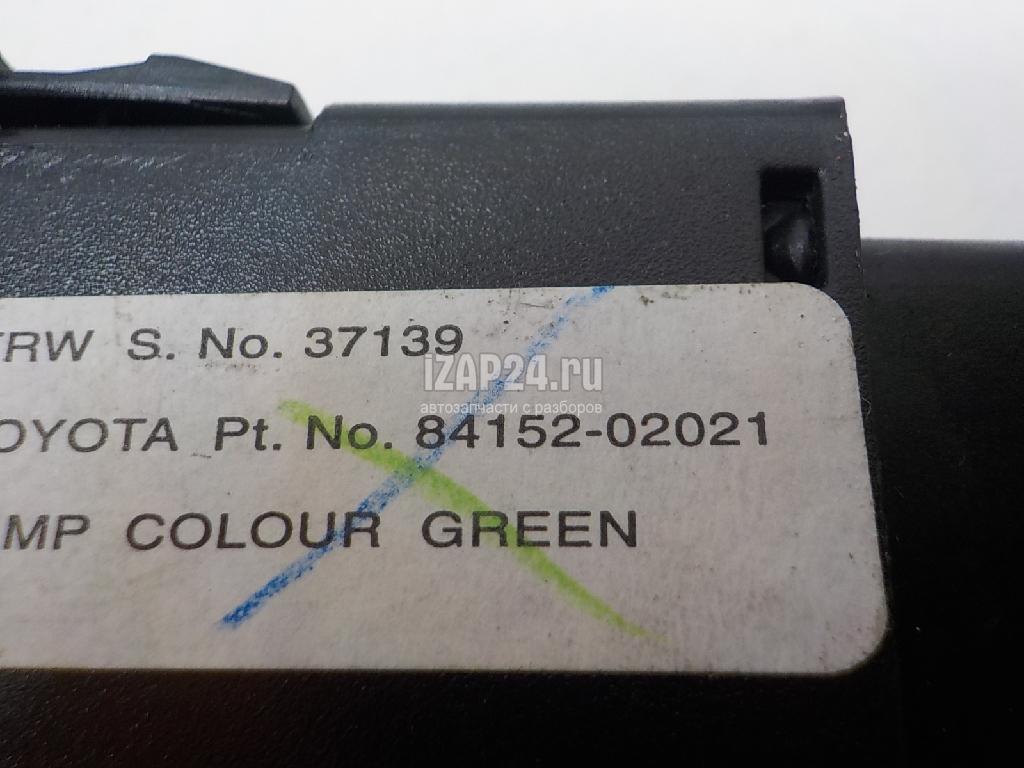 TRW S. No. 37139
iZAP24.ru
автозапчасти с разборов
OYOTA Pt. No. 84152-02021
MP COLOUR GREEN